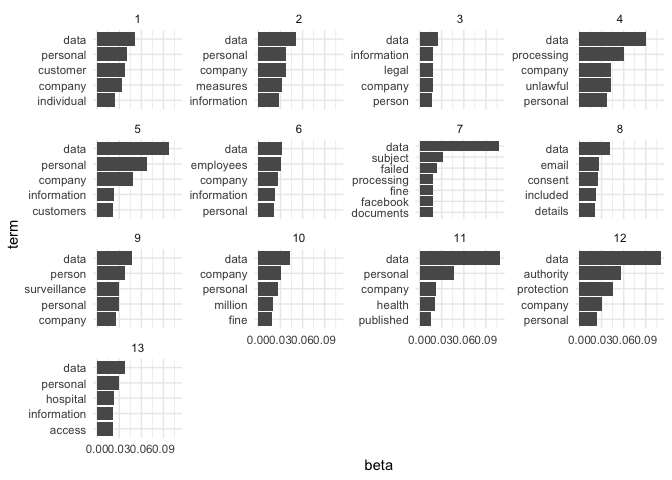 1
data
personal
customer
company
individual
2
data
personal
company
measures
information
3
data
information
legal
company
person
4
data
processing
company
unlawful
personal
5
data
personal
company
information
customers
6
data
employees
company
information
personal
7
data
subject
failed
processing
fine
facebook
documents
8
data
email
consent
included
details
9
data
person
surveillance
personal
company
10
data
company
personal
million
fine
0.000.030.060.09
11
data
personal
company
health
published
0.000.030.060.09
12
data
authority
protection
company
personal
0.000.030.060.09
13
data
personal
hospital
information
access
0.000.030.060.09
term
beta